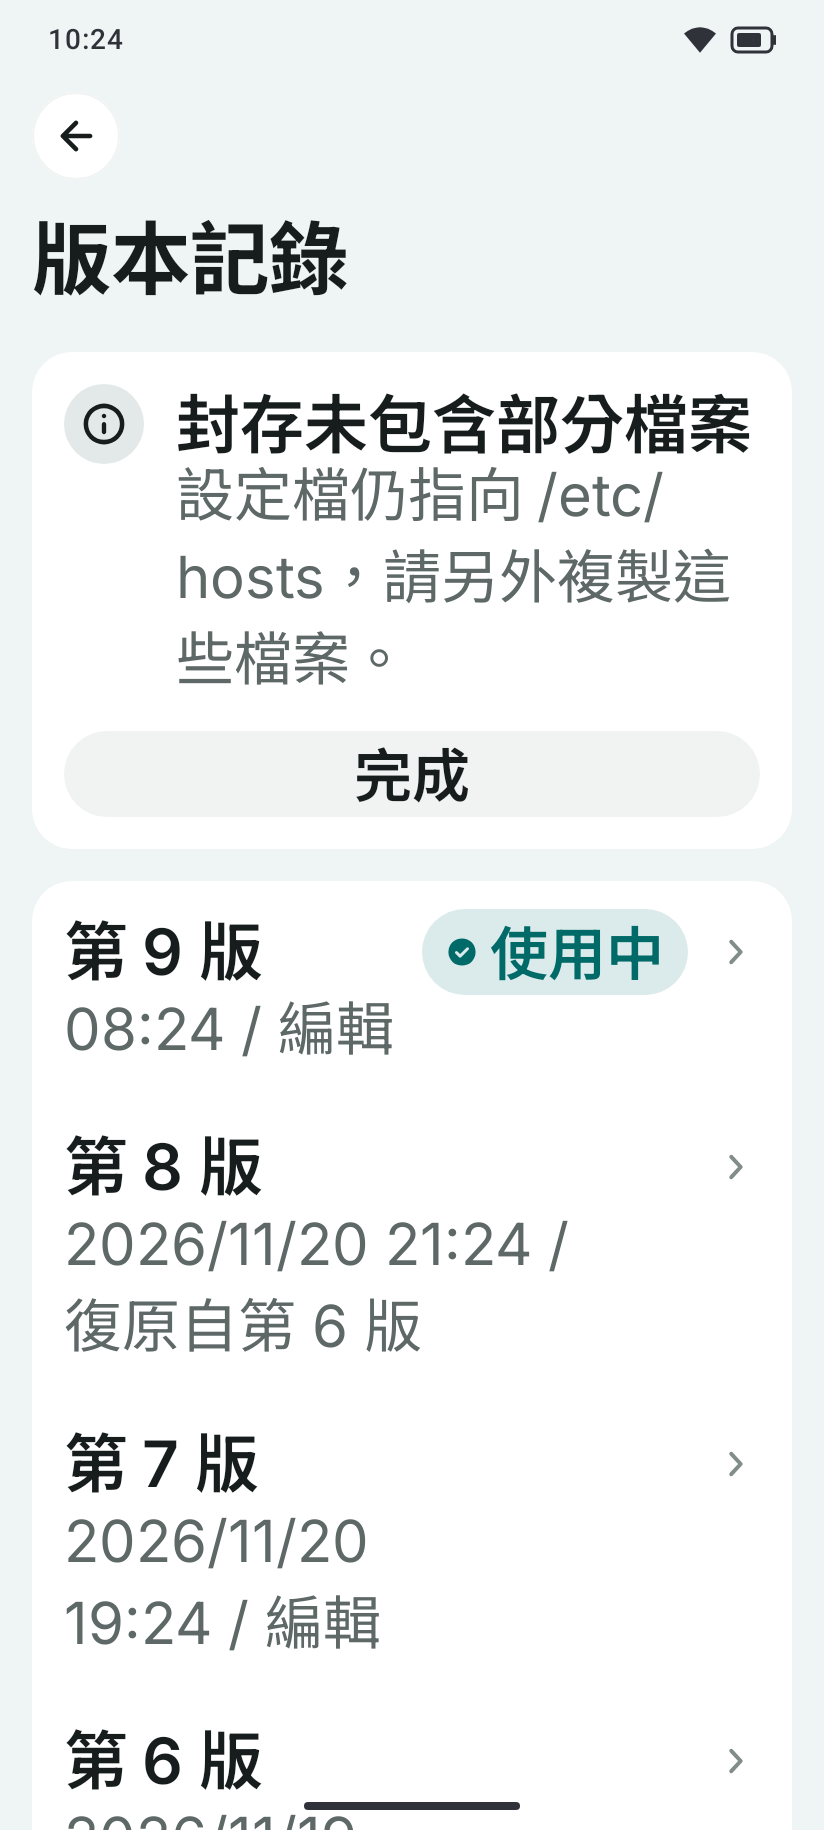 10:24
版本記錄
封存未包含部分檔案
設定檔仍指向 /etc/
hosts，請另外複製這
些檔案。
完成
第 9 版
使用中
08:24 / 編輯
第 8 版
2026/11/20 21:24 /
復原自第 6 版
第 7 版
2026/11/20
19:24 / 編輯
第 6 版
2026/11/19